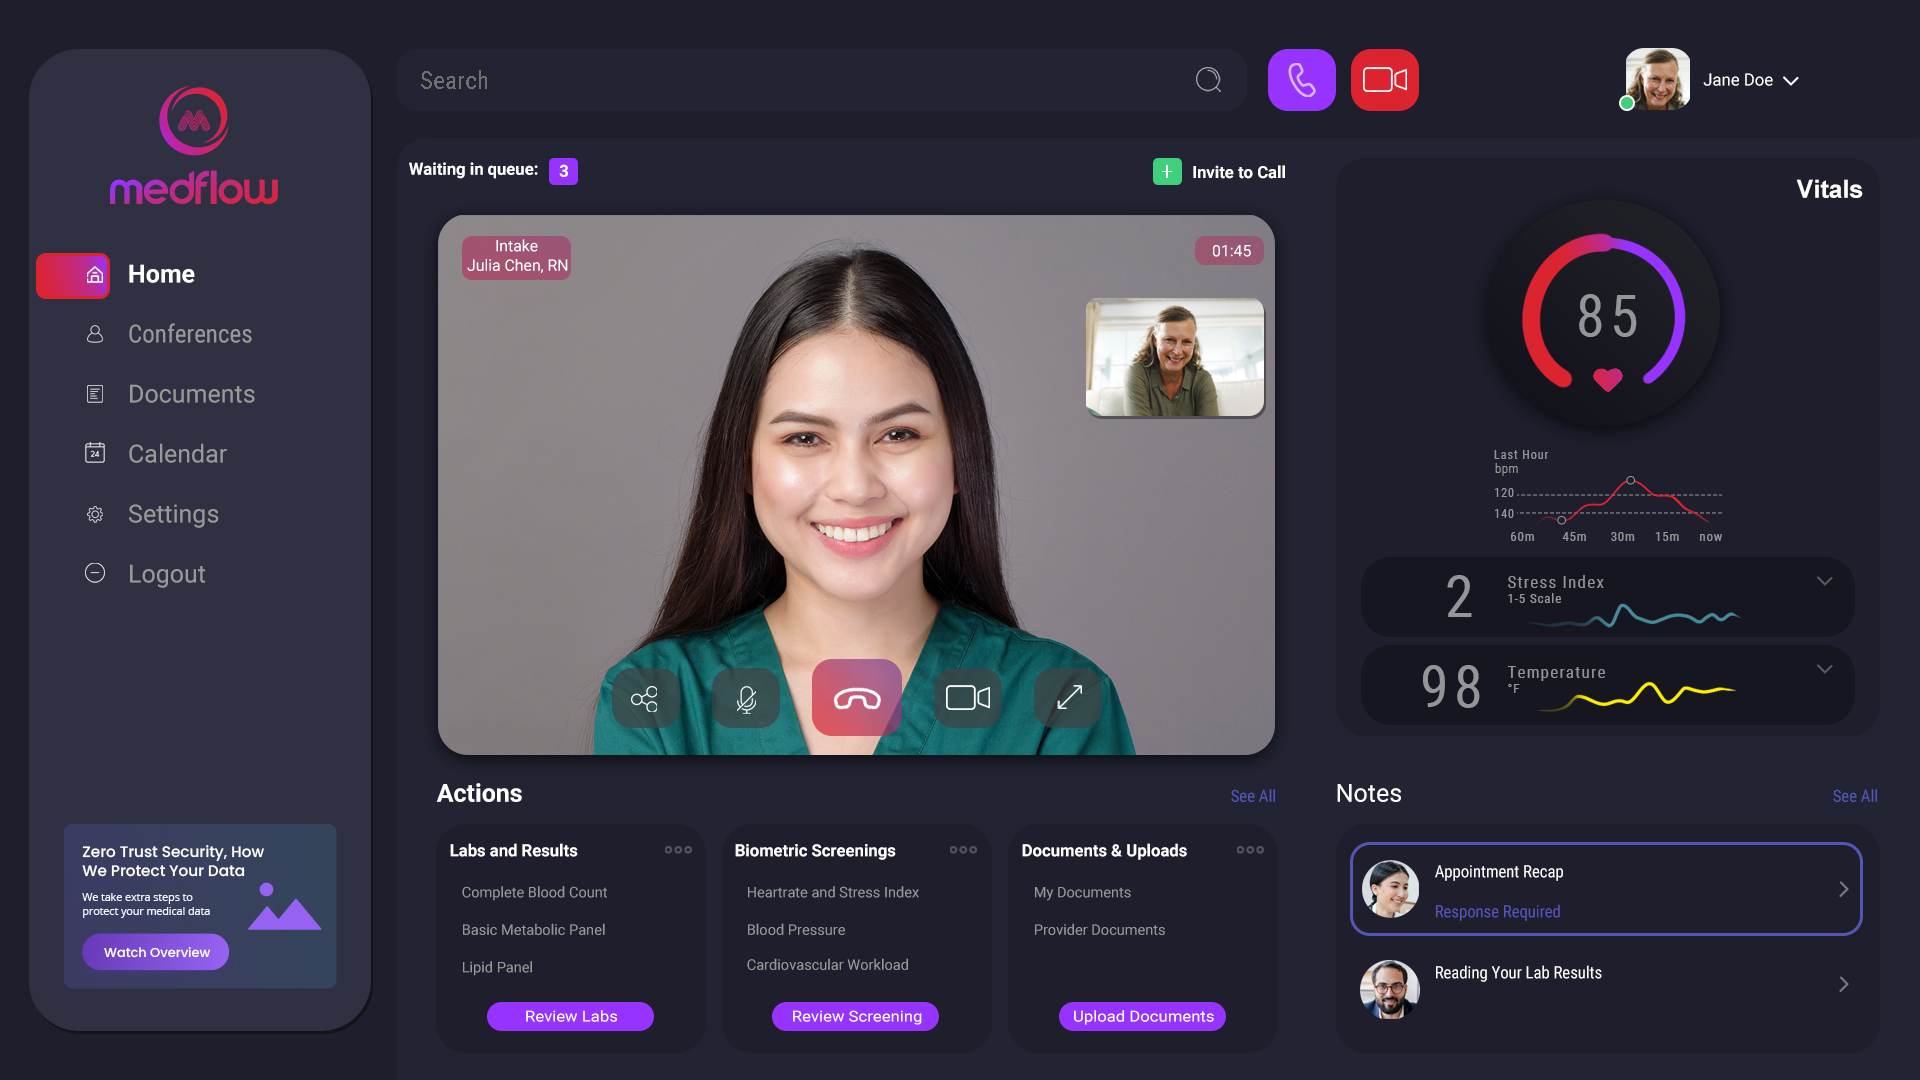 medflow
Home
Conferences
Documents
Calendar
24
Settings
Logout
Zero Trust Security, How
We Protect Your Data
We take extra steps to
protect your medical data
Watch Overview
Search
Jane Doe
Waiting in queue: 3
Invite to Call
Intake
Julia Chen, RN
01:45
Vitals
85
Last Hour
bpm
120
140
60m 45m 30m 15m now
2
Stress Index
1-5 Scale
98
Temperature
°F
Actions
See All
Labs and Results
Complete Blood Count
Basic Metabolic Panel
Lipid Panel
Review Labs
Biometric Screenings
Heartrate and Stress Index
Blood Pressure
Cardiovascular Workload
Review Screening
Documents & Uploads
My Documents
Provider Documents
Upload Documents
Notes
See All
Appointment Recap
Response Required
Reading Your Lab Results